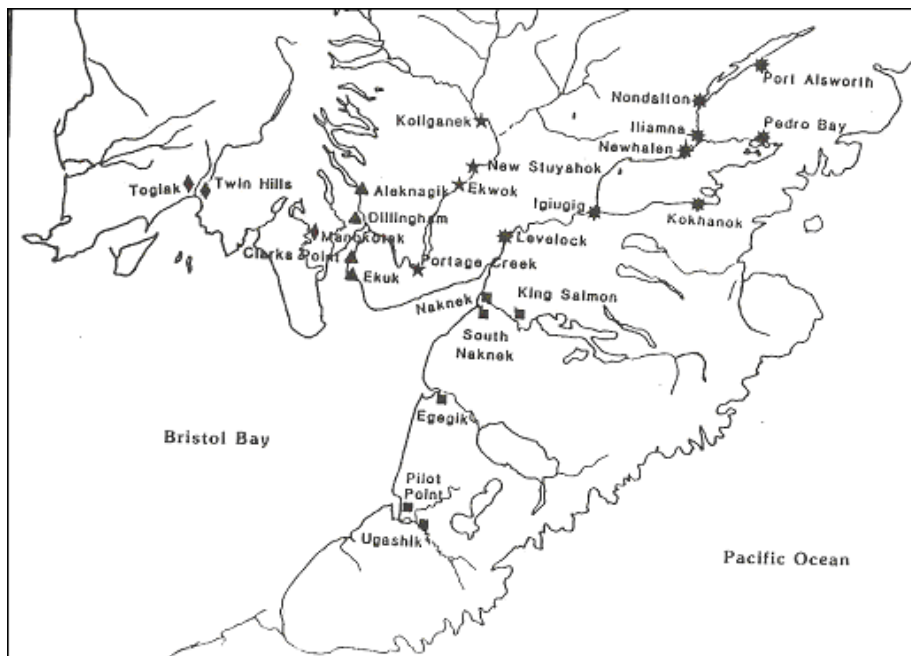 Port Alsworth
Nondalton
Koliganek
Iliamna
Pedro Bay
Newhalen
New Stuyahok
Togiak
Twin Hills
Aleknagik
Ekwok
Igiugig
Kokhanok
Dillingham
Manokotak
Levelock
Clarks Point
Portage Creek
Ekuk
Naknek
King Salmon
South
Naknek
Egegik
Bristol Bay
Pilot
Point
Ugashik
Pacific Ocean